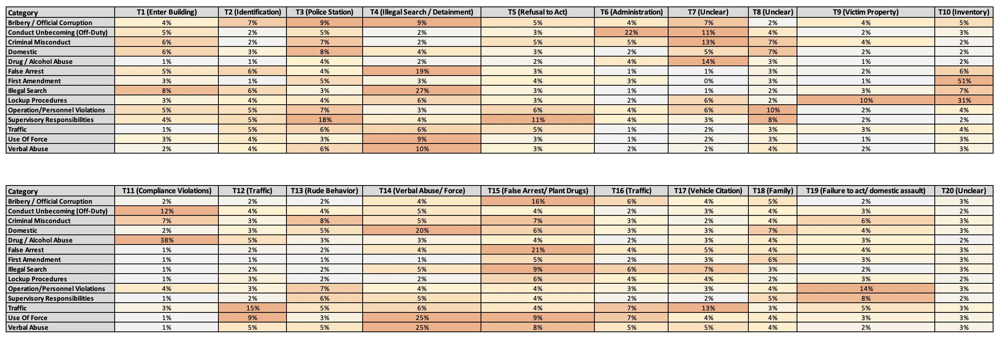 Category T1 (Enter Building) T2 (Identification) T3 (Police Station) T4 (Illegal Search / Detainment) T5 (Refusal to Act) T6 (Administration) T7 (Unclear) T8 (Unclear) T9 (Victim Property) T10 (Inventory)
Bribery / Official Corruption 4% 7% 9% 9% 5% 4% 7% 2% 4% 5%
Conduct Unbecoming (Off-Duty) 5% 2% 5% 2% 3% 22% 11% 4% 2% 3%
Criminal Misconduct 6% 2% 7% 2% 5% 5% 13% 7% 4% 2%
Domestic 6% 3% 8% 4% 3% 2% 5% 7% 2% 2%
Drug / Alcohol Abuse 1% 1% 4% 2% 2% 4% 14% 3% 1% 2%
False Arrest 5% 6% 4% 19% 3% 1% 1% 3% 2% 6%
First Amendment 3% 1% 5% 3% 4% 3% 0% 3% 1% 51%
Illegal Search 8% 6% 3% 27% 3% 1% 1% 2% 3% 7%
Lockup Procedures 3% 4% 4% 6% 3% 2% 6% 2% 10% 31%
Operation/Personnel Violations 5% 5% 7% 3% 6% 4% 6% 10% 2% 4%
Supervisory Responsibilities 4% 5% 18% 4% 11% 4% 3% 8% 2% 2%
Traffic 1% 5% 6% 6% 5% 1% 2% 3% 3% 4%
Use Of Force 3% 4% 3% 9% 3% 1% 2% 3% 1% 3%
Verbal Abuse 2% 4% 6% 10% 3% 2% 2% 4% 2% 3%
Category T11 (Compliance Violations) T12 (Traffic) T13 (Rude Behavior) T14 (Verbal Abuse/ Force) T15 (False Arrest/ Plant Drugs) T16 (Traffic) T17 (Vehicle Citation) T18 (Family) T19 (Failure to act/ domestic assault) T20 (Unclear)
Bribery / Official Corruption 2% 2% 2% 4% 16% 6% 4% 5% 2% 3%
Conduct Unbecoming (Off-Duty) 12% 4% 4% 5% 4% 2% 3% 4% 3% 2%
Criminal Misconduct 7% 3% 8% 5% 7% 3% 2% 4% 6% 3%
Domestic 2% 3% 5% 20% 6% 3% 3% 7% 4% 3%
Drug / Alcohol Abuse 38% 5% 3% 3% 4% 2% 3% 4% 3% 2%
False Arrest 1% 2% 2% 4% 21% 4% 5% 4% 4% 3%
First Amendment 1% 1% 1% 1% 5% 2% 3% 6% 3% 3%
Illegal Search 1% 2% 2% 5% 9% 6% 7% 3% 2% 3%
Lockup Procedures 1% 3% 2% 2% 6% 4% 4% 2% 3% 2%
Operation/Personnel Violations 4% 3% 7% 4% 4% 3% 3% 4% 14% 3%
Supervisory Responsibilities 1% 2% 6% 5% 4% 2% 2% 5% 8% 2%
Traffic 3% 15% 5% 6% 4% 7% 13% 3% 5% 3%
Use Of Force 1% 9% 3% 25% 9% 7% 4% 4% 3% 3%
Verbal Abuse 1% 5% 5% 25% 8% 5% 5% 4% 2% 3%